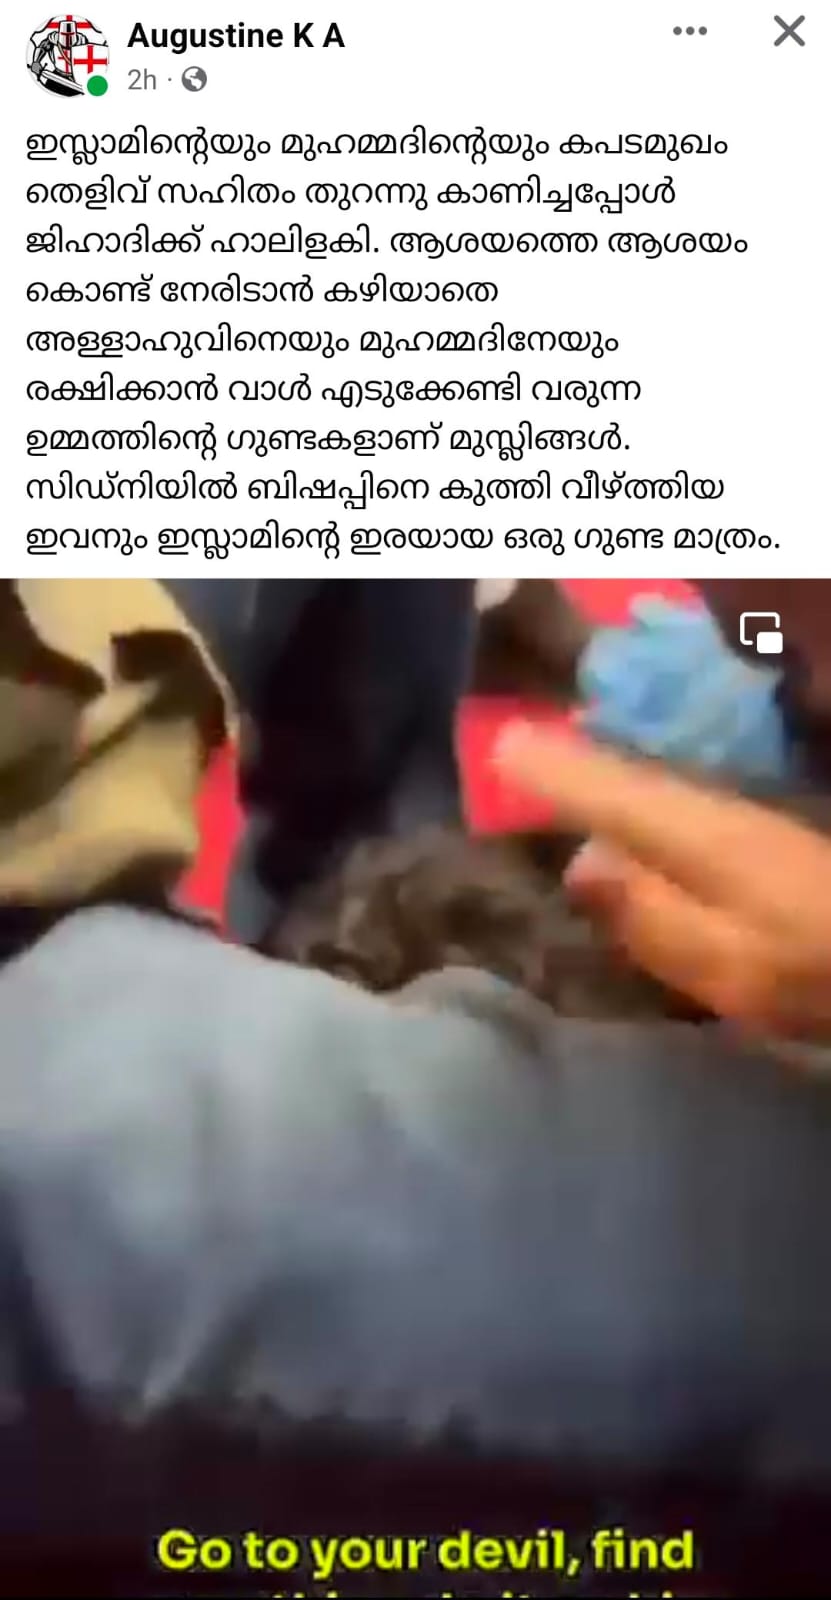 Augustine K A
2h ·
ഇസ്ലാമിന്റെയും മുഹമ്മദിന്റെയും കപടമുഖം
തെളിവ് സഹിതം തുറന്നു കാണിച്ചപ്പോൾ
ജിഹാദിക്ക് ഹാലിളകി. ആശയത്തെ ആശയം
കൊണ്ട് നേരിടാൻ കഴിയാതെ
അള്ളാഹുവിനെയും മുഹമ്മദിനേയും
രക്ഷിക്കാൻ വാൾ എടുക്കേണ്ടി വരുന്ന
ഉമ്മത്തിന്റെ ഗുണ്ടകളാണ് മുസ്ലിങ്ങൾ.
സിഡ്നിയിൽ ബിഷപ്പിനെ കുത്തി വീഴ്ത്തിയ
ഇവനും ഇസ്ലാമിന്റെ ഇരയായ ഒരു ഗുണ്ട മാത്രം.
Go to your devil, find